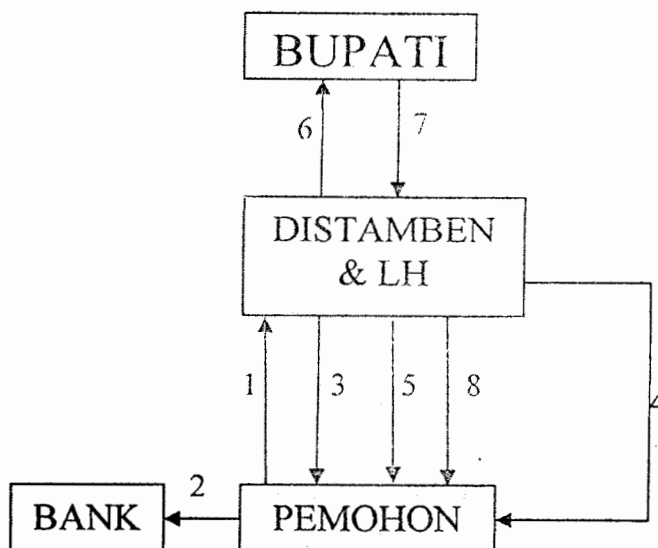 BUPATI
6 7
DISTAMBEN
& LH
1 3 5 8 4
2
BANK PEMOHON